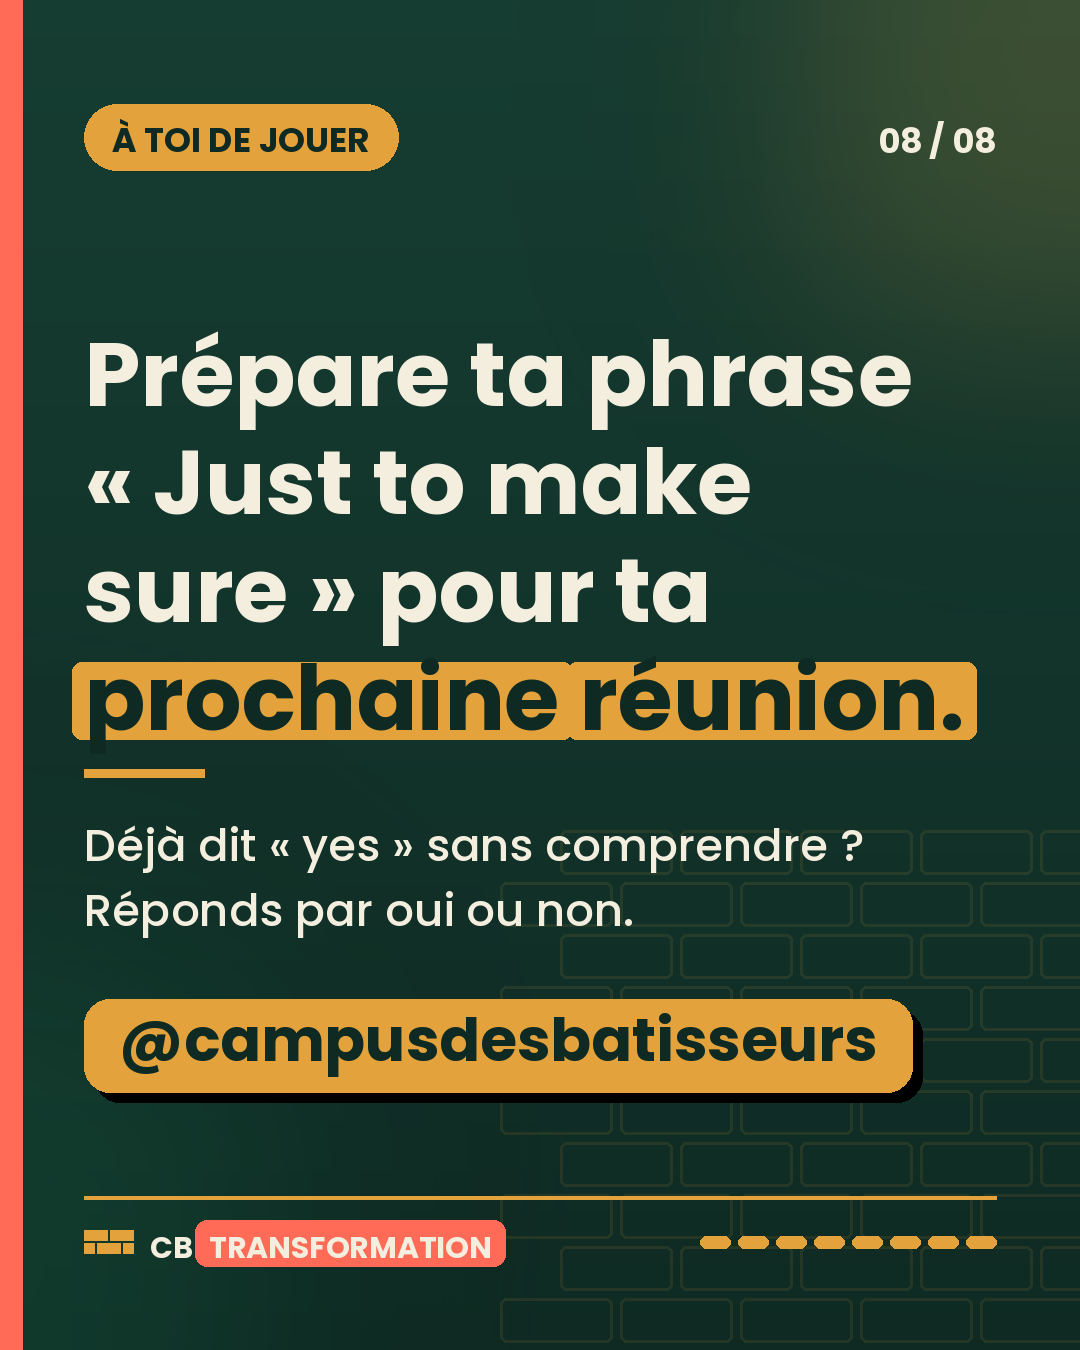 À TOI DE JOUER
08 / 08
Prépare ta phrase
« Just to make
sure » pour ta
prochaine réunion.
Déjà dit « yes » sans comprendre ?
Réponds par oui ou non.
@campusdesbatisseurs
CB TRANSFORMATION